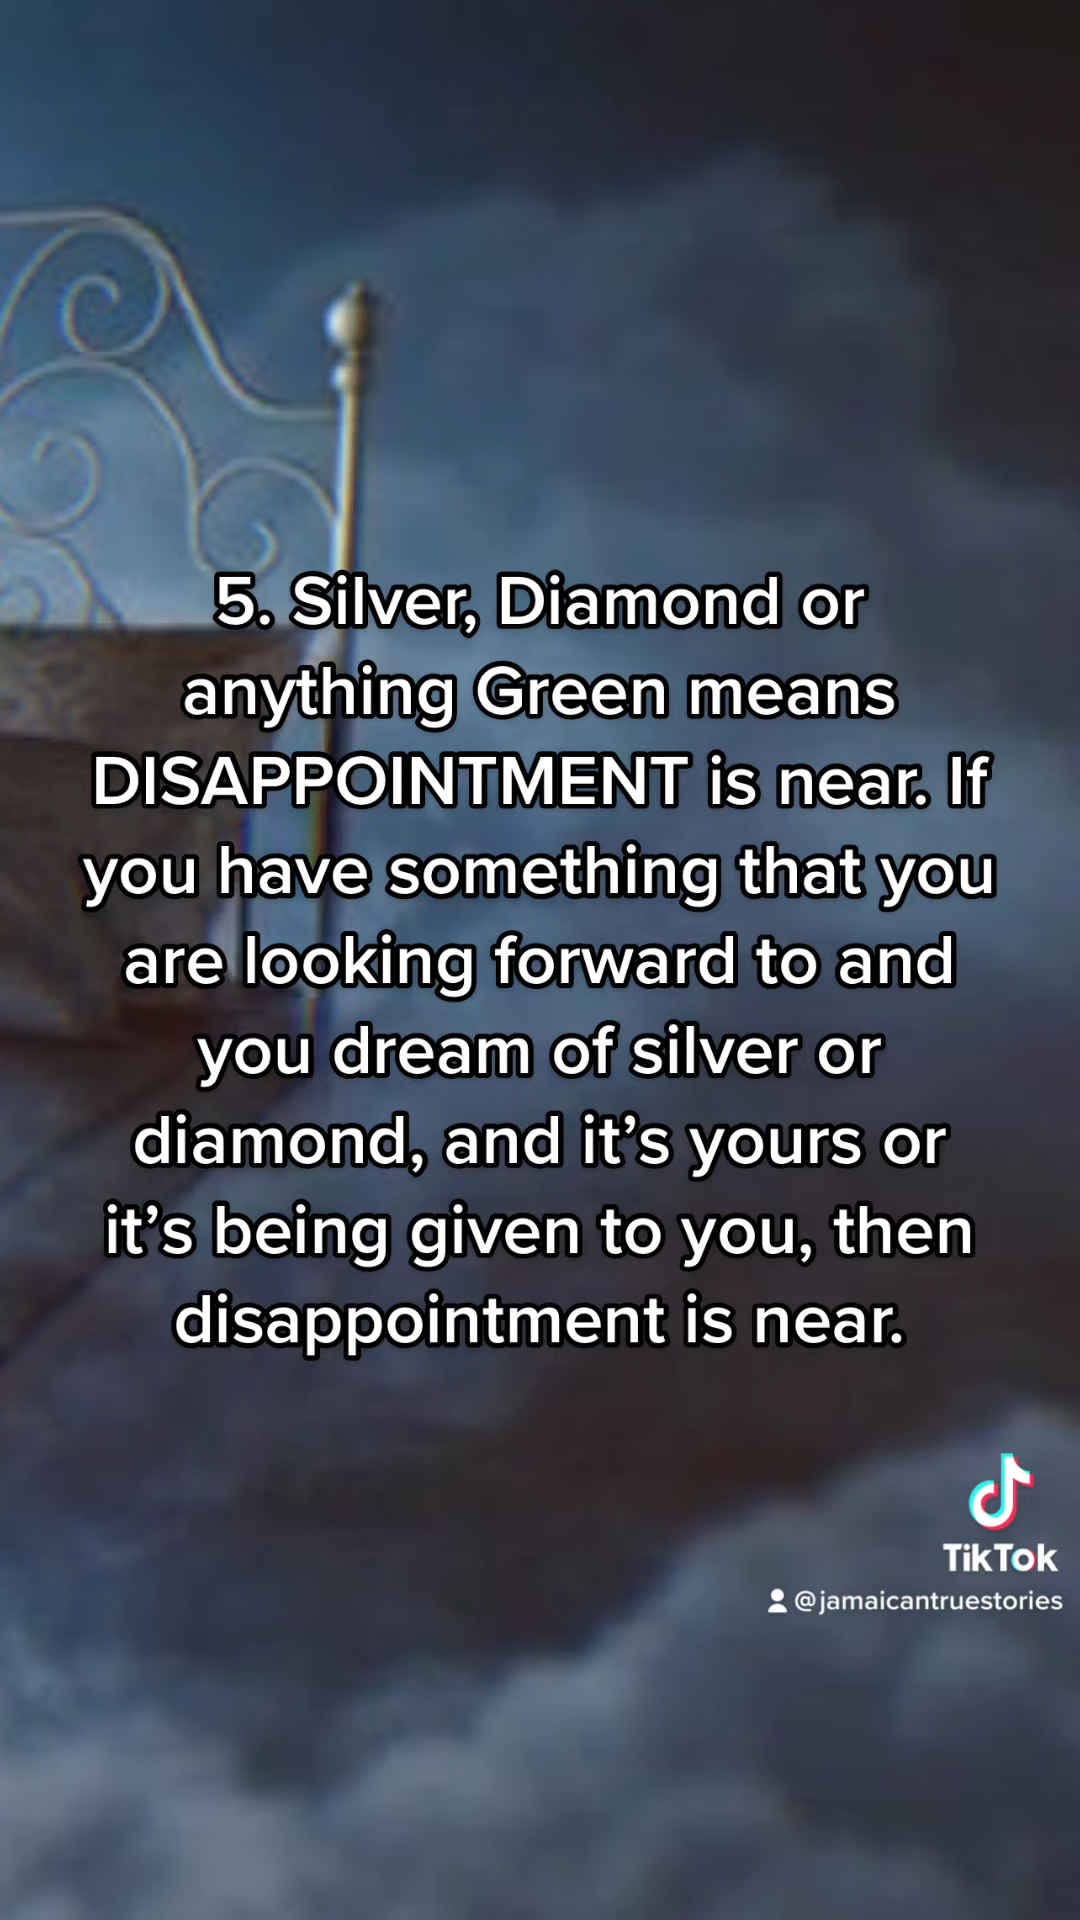 5. Silver, Diamond or
anything Green means
DISAPPOINTMENT is near. If
you have something that you
are looking forward to and
you dream of silver or
diamond, and it’s yours or
it’s being given to you, then
disappointment is near.
TikTok
@jamaicantruestories